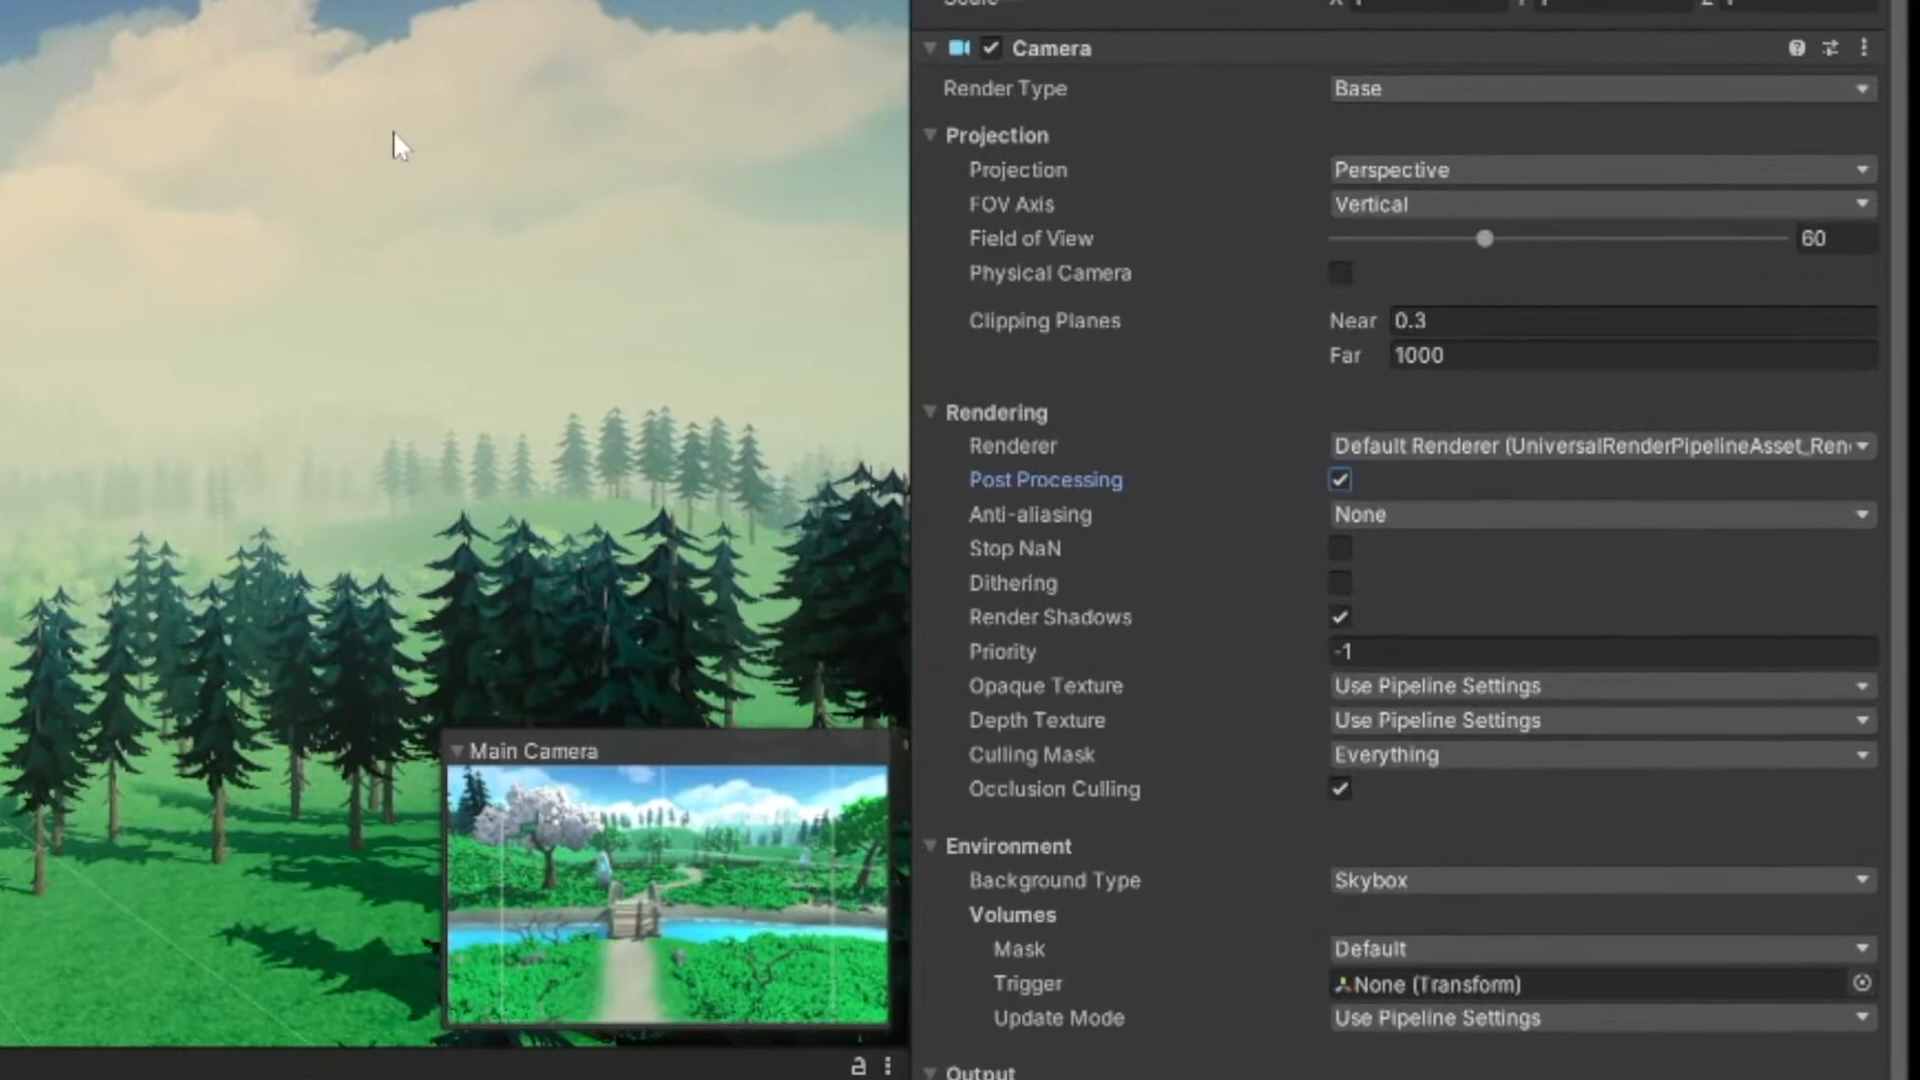 Scale
Camera
Render Type Base
Projection
Projection Perspective
FOV Axis Vertical
Field of View 60
Physical Camera
Clipping Planes Near 0.3
Far 1000
Rendering
Renderer Default Renderer (UniversalRenderPipelineAsset_Ren
Post Processing
Anti-aliasing None
Stop NaN
Dithering
Render Shadows
Priority -1
Opaque Texture Use Pipeline Settings
Depth Texture Use Pipeline Settings
Main Camera
Culling Mask Everything
Occlusion Culling
Environment
Background Type Skybox
Volumes
Mask Default
Trigger None (Transform)
Update Mode Use Pipeline Settings
Output